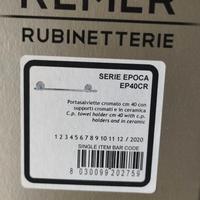 REMER
RUBINETTERIE
SERIE EPOCA
EP40CR
Portasalviette cromato cm 40 con
supporti cromati e in ceramica
C.p. towel holder cm 40 with c.p.
holders and in ceramic
1 2 3 4 5 6 7 8 9 10 11 12 / 2020
SINGLE ITEM BAR CODE
8 030099 202759